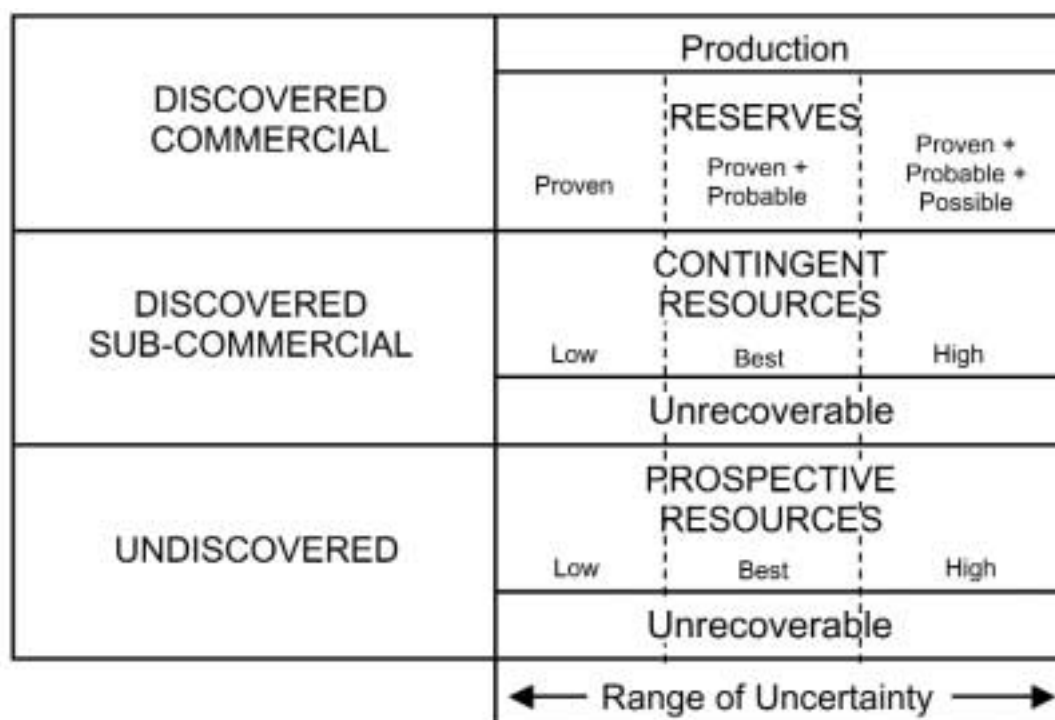 Production
DISCOVERED
COMMERCIAL
RESERVES
Proven
Proven +
Probable
Proven +
Probable +
Possible
DISCOVERED
SUB-COMMERCIAL
CONTINGENT
RESOURCES
Low
Best
High
Unrecoverable
UNDISCOVERED
PROSPECTIVE
RESOURCES
Low
Best
High
Unrecoverable
Range of Uncertainty